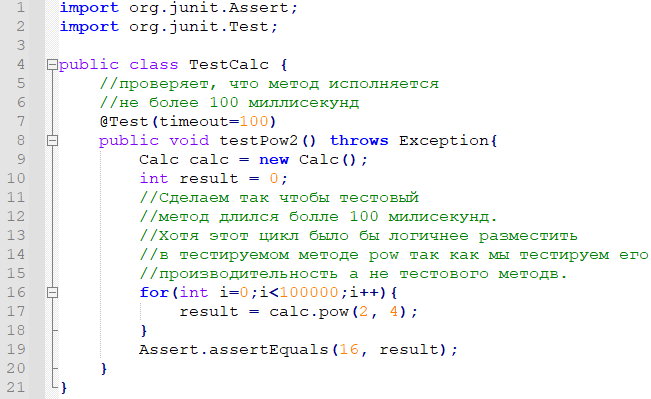 1 import org.junit.Assert;
2 import org.junit.Test;
3
4 public class TestCalc {
5 //проверяет, что метод исполняется
6 //не более 100 миллисекунд
7 @Test(timeout=100)
8 public void testPow2() throws Exception{
9 Calc calc = new Calc();
10 int result = 0;
11 //Сделаем так чтобы тестовый
12 //метод длился болле 100 милисекунд.
13 //Хотя этот цикл было бы логичнее разместить
14 //в тестируемом методе pow так как мы тестируем его
15 //производительность а не тестового методв.
16 for(int i=0;i<100000;i++){
17 result = calc.pow(2, 4);
18 }
19 Assert.assertEquals(16, result);
20 }
21 }